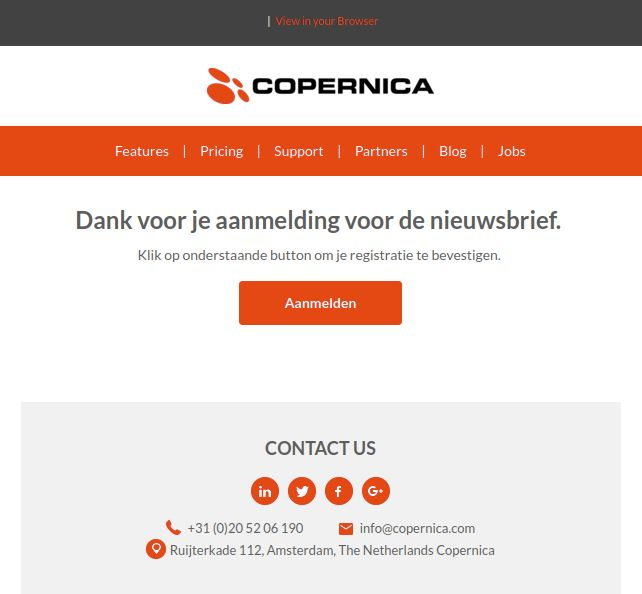 | View in your Browser
COPERNICA
Features | Pricing | Support | Partners | Blog | Jobs
Dank voor je aanmelding voor de nieuwsbrief.
Klik op onderstaande button om je registratie te bevestigen.
Aanmelden
CONTACT US
in f G+
+31 (0)20 52 06 190 info@copernica.com
Ruijterkade 112, Amsterdam, The Netherlands Copernica